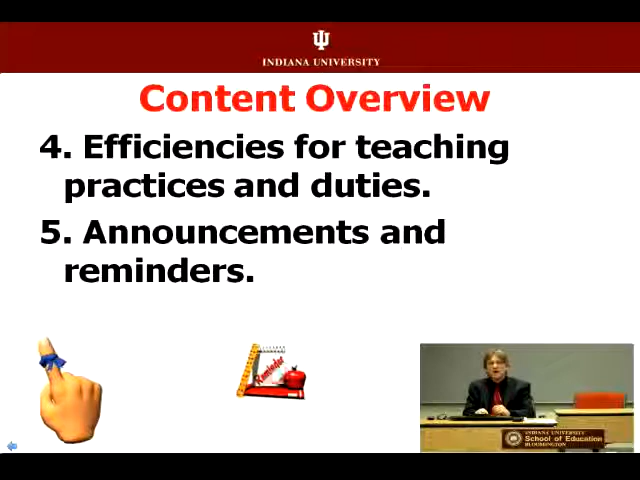 INDIANA UNIVERSITY
Content Overview
4. Efficiencies for teaching
practices and duties.
5. Announcements and
reminders.
Reminder
INDIANA UNIVERSITY
School of Education
BLOOMINGTON